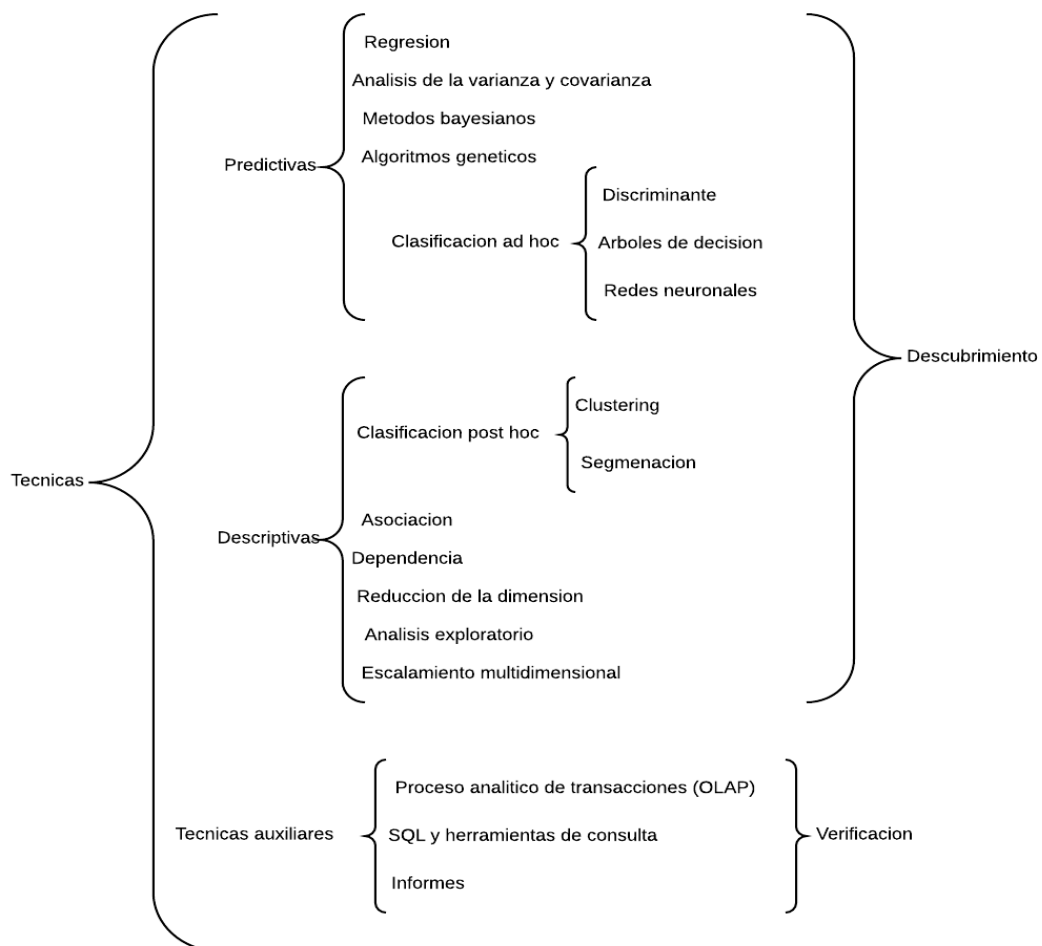 Regresion
Analisis de la varianza y covarianza
Metodos bayesianos
Algoritmos geneticos
Predictivas
Discriminante
Clasificacion ad hoc
Arboles de decision
Redes neuronales
Descubrimiento
Clustering
Clasificacion post hoc
Segmenacion
Tecnicas
Asociacion
Descriptivas
Dependencia
Reduccion de la dimension
Analisis exploratorio
Escalamiento multidimensional
Proceso analitico de transacciones (OLAP)
Tecnicas auxiliares
SQL y herramientas de consulta
Verificacion
Informes